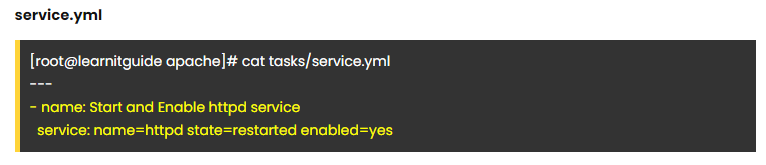 service.yml
[root@learnitguide apache]# cat tasks/service.yml
---
- name: Start and Enable httpd service
  service: name=httpd state=restarted enabled=yes